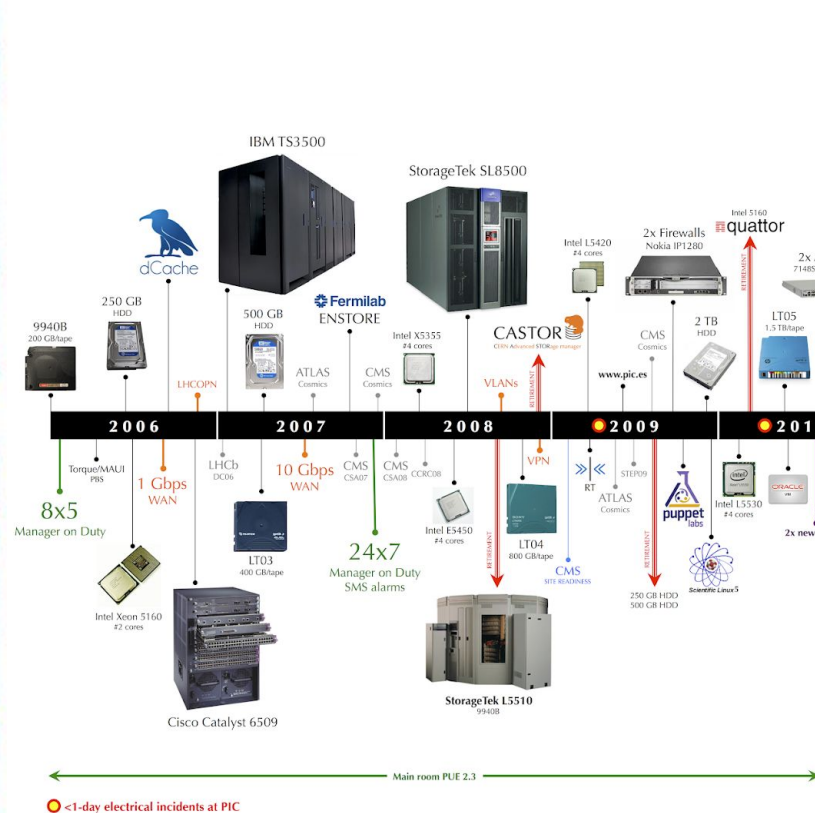 IBM TS3500
StorageTek SL8500
dCache
Fermilab
ENSTORE
250 GB
HDD
9940B
200 GB/tape
500 GB
HDD
Intel X5355
#4 cores
CASTOR
CERN Advanced STORage manager
Intel L5420
#4 cores
2x Firewalls
Nokia IP1280
Intel 5160
quattor
RETIREMENT
2x
7148S
LT05
1,5 TB/tape
2 TB
HDD
CMS
Cosmics
www.pic.es
LHCOPN
ATLAS
Cosmics
CMS
Cosmics
VLANs
RETIREMENT
2006
2007
2008
2009
201
8x5
Manager on Duty
Torque/MAUI
PBS
1 Gbps
WAN
LHCb
DC06
10 Gbps
WAN
CMS
CSA07
CMS
CSA08
CCRC08
VPN
RT
ATLAS
Cosmics
STEP09
puppet
labs
Intel
Intel L5530
#4 cores
ORACLE
2x new
LT03
400 GB/tape
24x7
Manager on Duty
SMS alarms
Intel E5450
#4 cores
RETIREMENT
LT04
800 GB/tape
CMS
SITE READINESS
RETIREMENT
250 GB HDD
500 GB HDD
Scientific Linux 5
Intel Xeon 5160
#2 cores
Cisco Catalyst 6509
StorageTek L5510
9940B
Main room PUE 2.3
<1-day electrical incidents at PIC